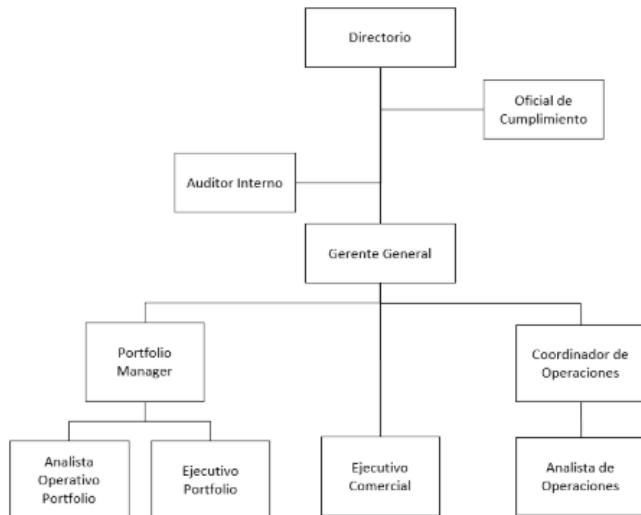 Directorio
Oficial de
Cumplimiento
Auditor Interno
Gerente General
Portfolio
Manager
Coordinador de
Operaciones
Analista
Operativo
Portfolio
Ejecutivo
Portfolio
Ejecutivo
Comercial
Analista de
Operaciones